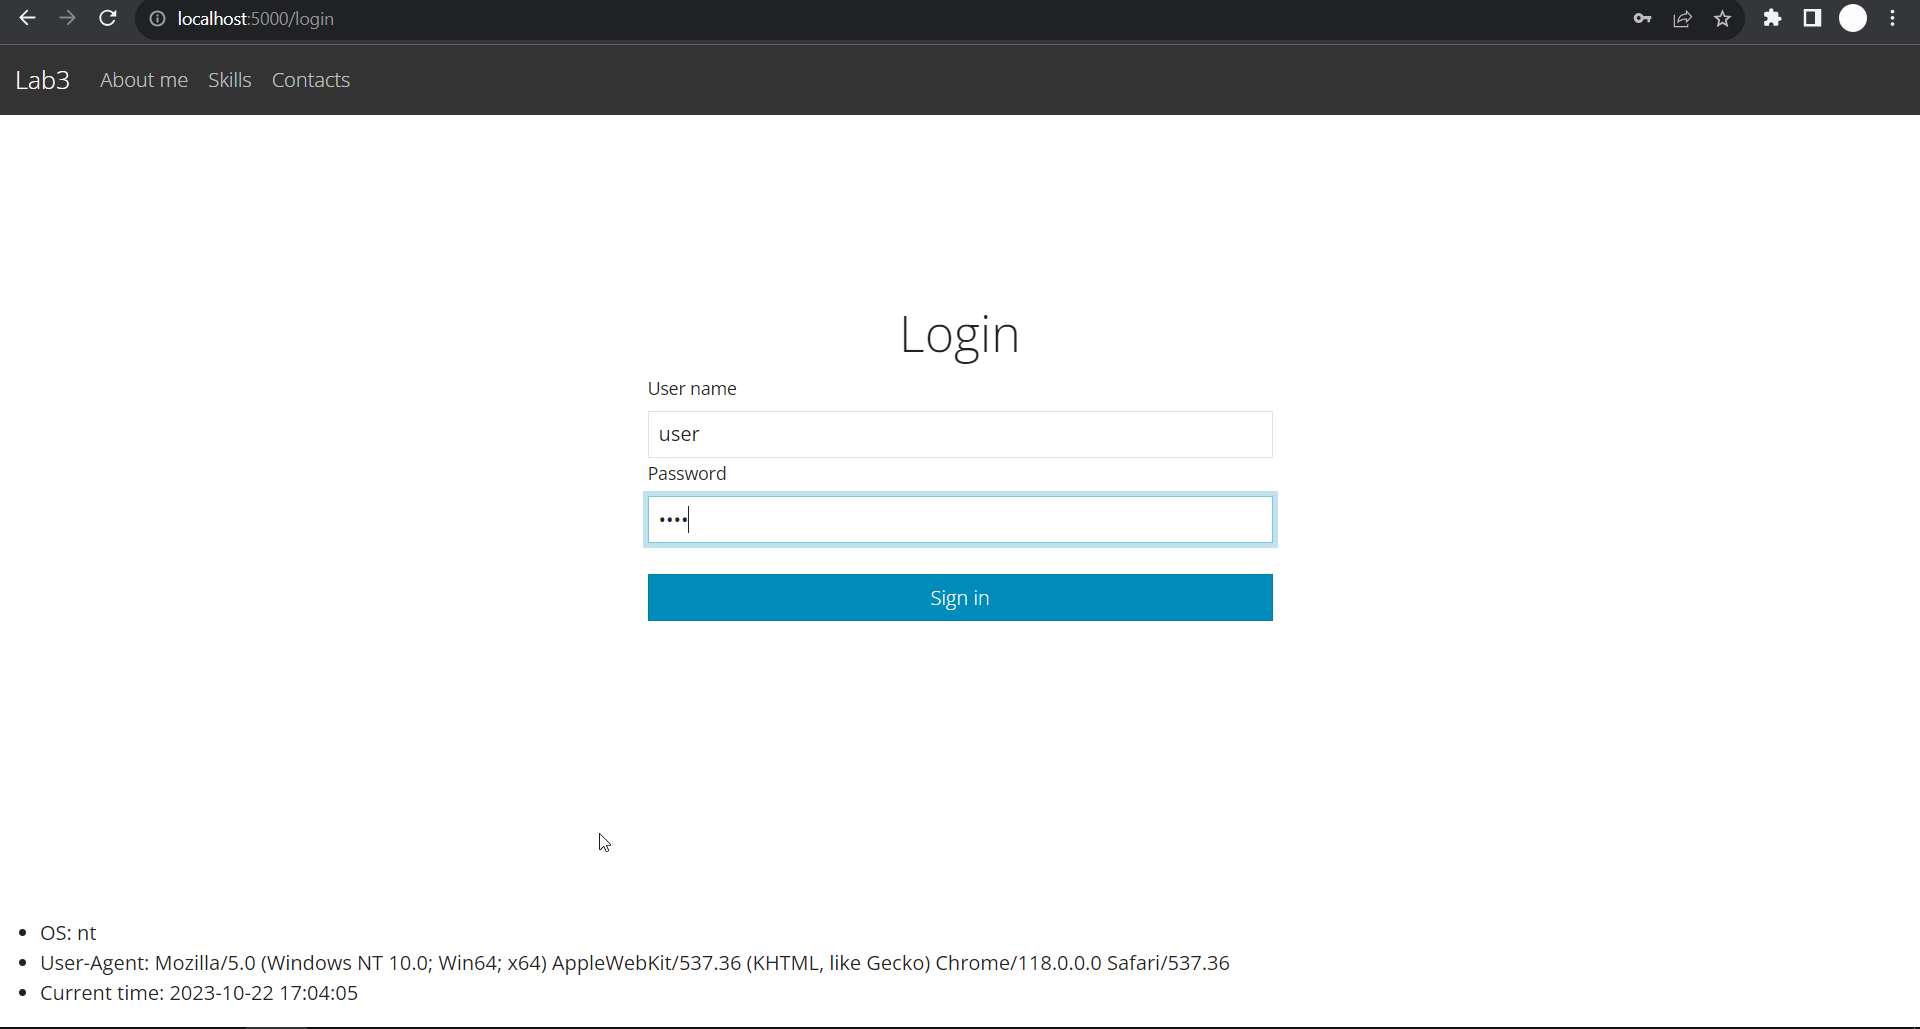 localhost:5000/login
Lab3 About me Skills Contacts
Login
User name
user
Password
••••
Sign in
• OS: nt
• User-Agent: Mozilla/5.0 (Windows NT 10.0; Win64; x64) AppleWebKit/537.36 (KHTML, like Gecko) Chrome/118.0.0.0 Safari/537.36
• Current time: 2023-10-22 17:04:05